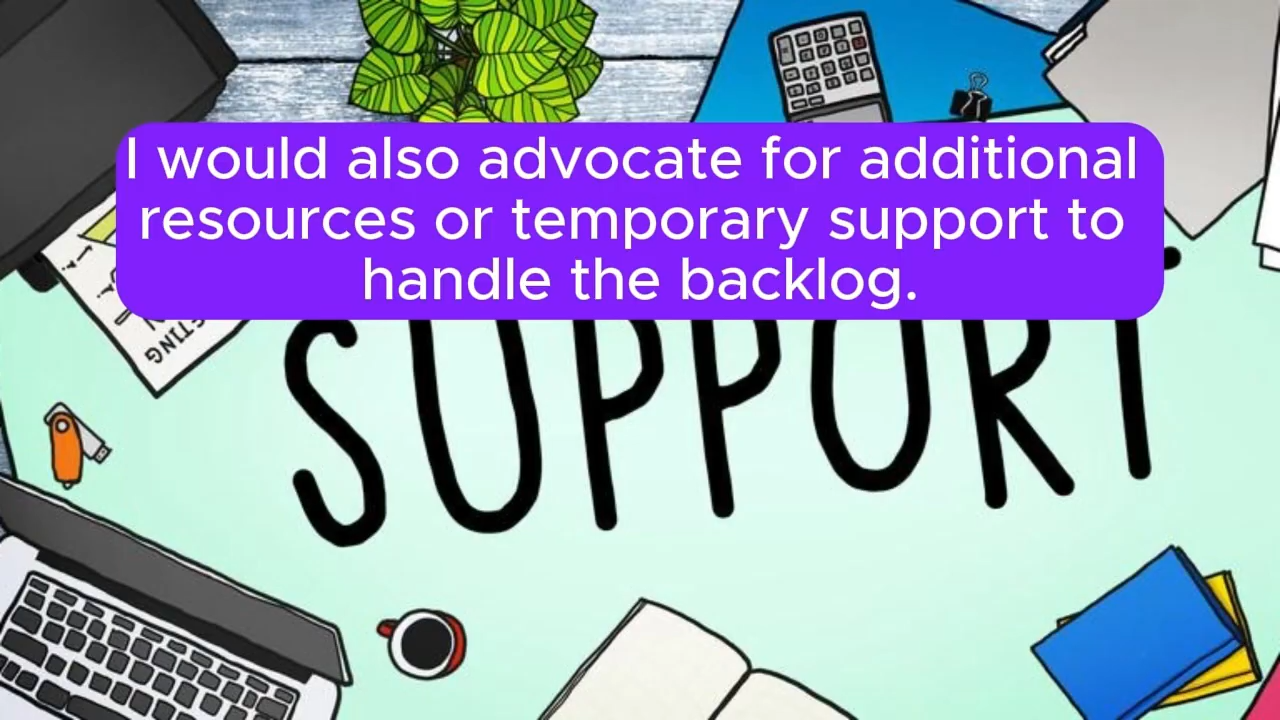 I would also advocate for additional
resources or temporary support to
handle the backlog.
SUPPORT